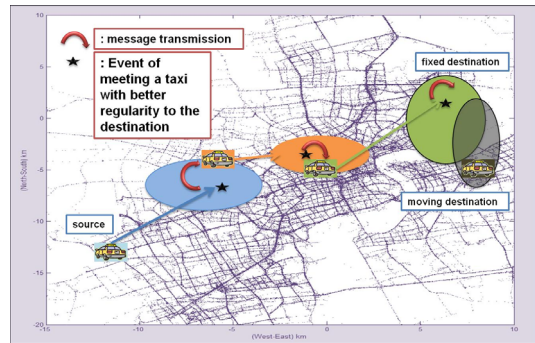 : message transmission
: Event of
meeting a taxi
with better
regularity to the
destination
fixed destination
moving destination
source
10
5
0
-5
-10
-15
-20
(North-South) km
-15
-10
-5
0
5
10
(West-East) km